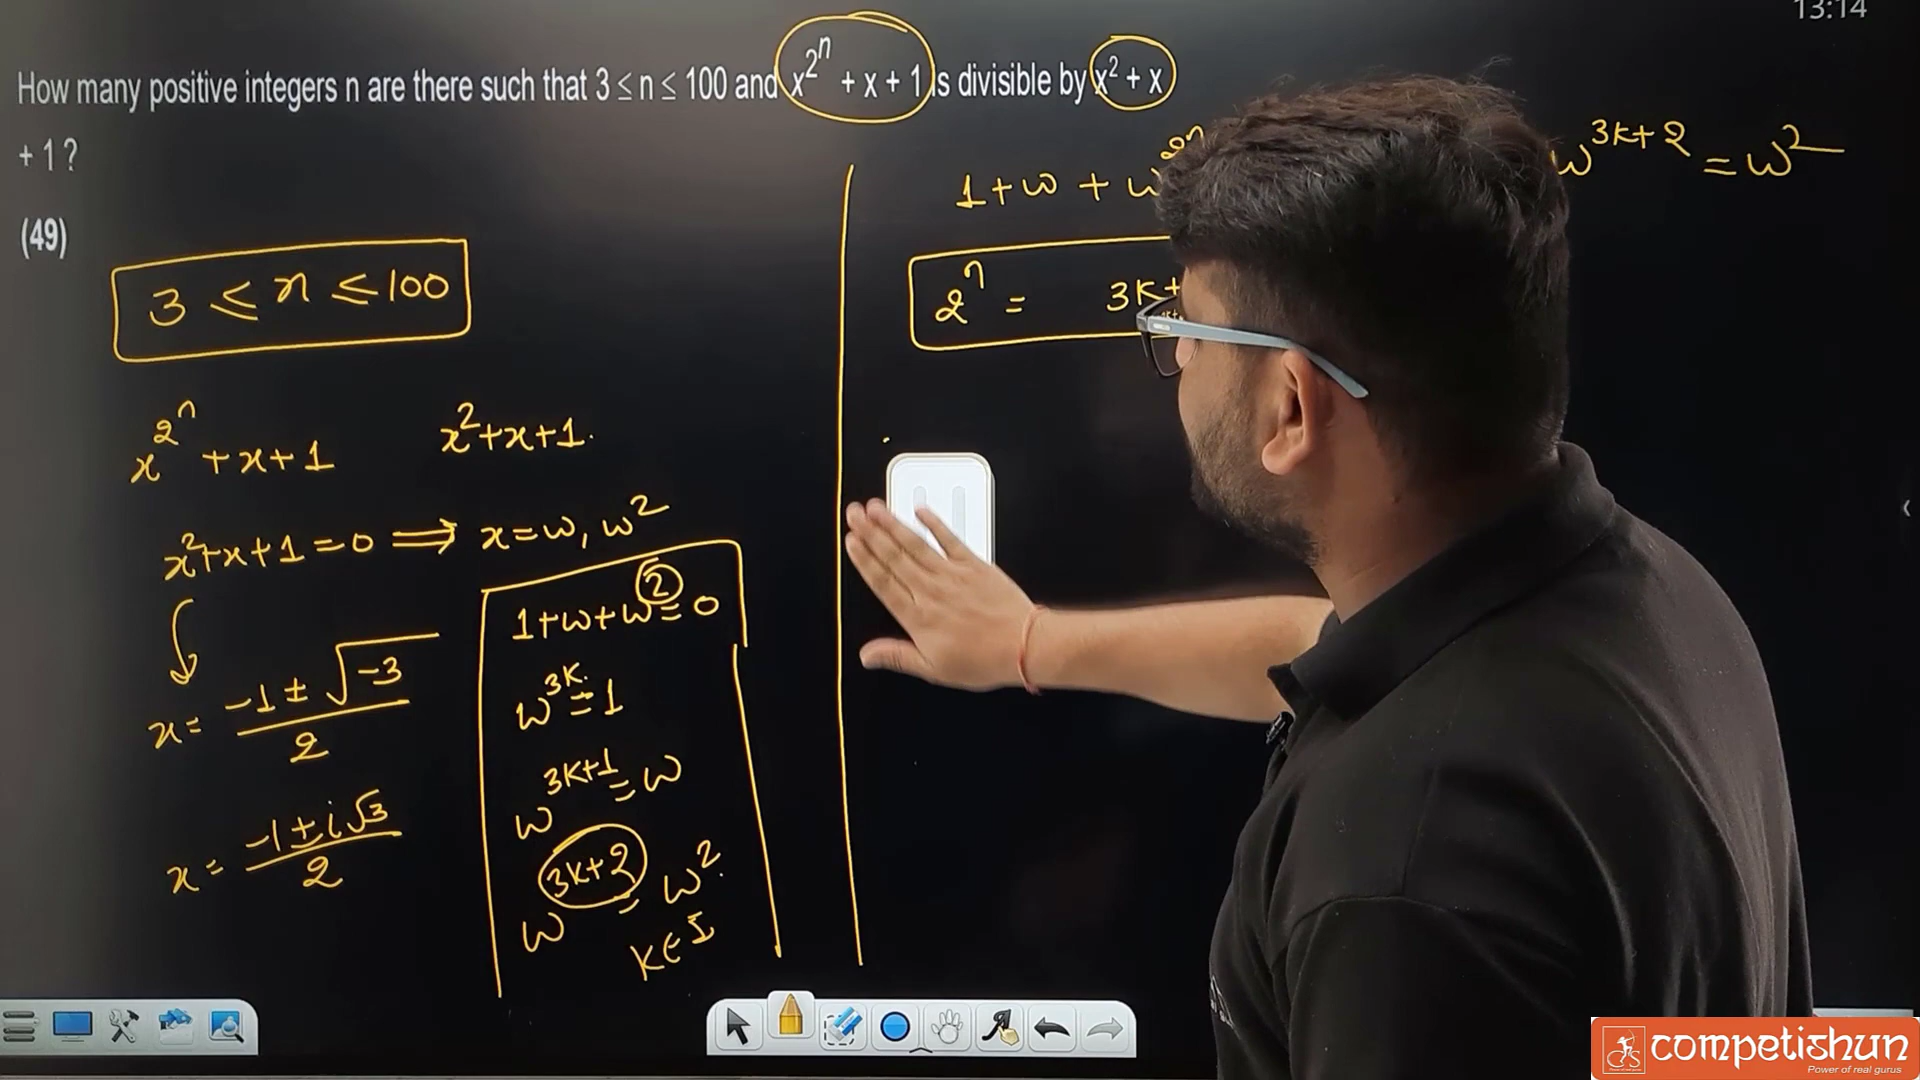 13:14
How many positive integers n are there such that 3 ≤ n ≤ 100 and x^{2^n} + x + 1 is divisible by x² + x
+ 1 ?
(49)
3 ≤ n ≤ 100
x^{2^n} + x + 1
x² + x + 1.
x² + x + 1 = 0 ⟹ x = ω, ω²
x = (-1 ± √-3)/2
x = (-1 ± i√3)/2
1 + ω + ω² = 0
ω^{3k} = 1
ω^{3k+1} = ω
ω^{3k+2} = ω².
k ∈ I
1 + ω + ω
ω^{3k+2} = ω²
2^n = 3k+
competishun
Power of real gurus